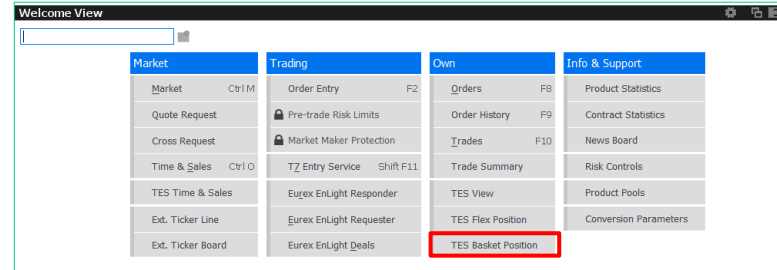 Welcome View
Market Trading Own Info & Support
Market Ctrl M Order Entry F2 Orders F8 Product Statistics
Quote Request Pre-trade Risk Limits Order History F9 Contract Statistics
Cross Request Market Maker Protection Trades F10 News Board
Time & Sales Ctrl O T7 Entry Service Shift F11 Trade Summary Risk Controls
TES Time & Sales Eurex EnLight Responder TES View Product Pools
Ext. Ticker Line Eurex EnLight Requester TES Flex Position Conversion Parameters
Ext. Ticker Board Eurex EnLight Deals TES Basket Position